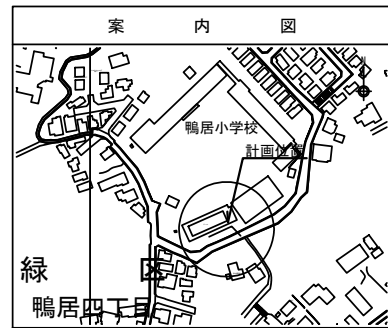 案内図
鴨居小学校
計画位置
緑区
鴨居四丁目